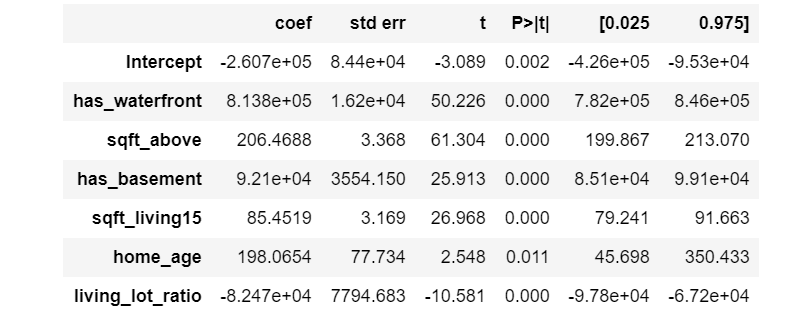 coef std err t P>|t| [0.025 0.975]
Intercept -2.607e+05 8.44e+04 -3.089 0.002 -4.26e+05 -9.53e+04
has_waterfront 8.138e+05 1.62e+04 50.226 0.000 7.82e+05 8.46e+05
sqft_above 206.4688 3.368 61.304 0.000 199.867 213.070
has_basement 9.21e+04 3554.150 25.913 0.000 8.51e+04 9.91e+04
sqft_living15 85.4519 3.169 26.968 0.000 79.241 91.663
home_age 198.0654 77.734 2.548 0.011 45.698 350.433
living_lot_ratio -8.247e+04 7794.683 -10.581 0.000 -9.78e+04 -6.72e+04